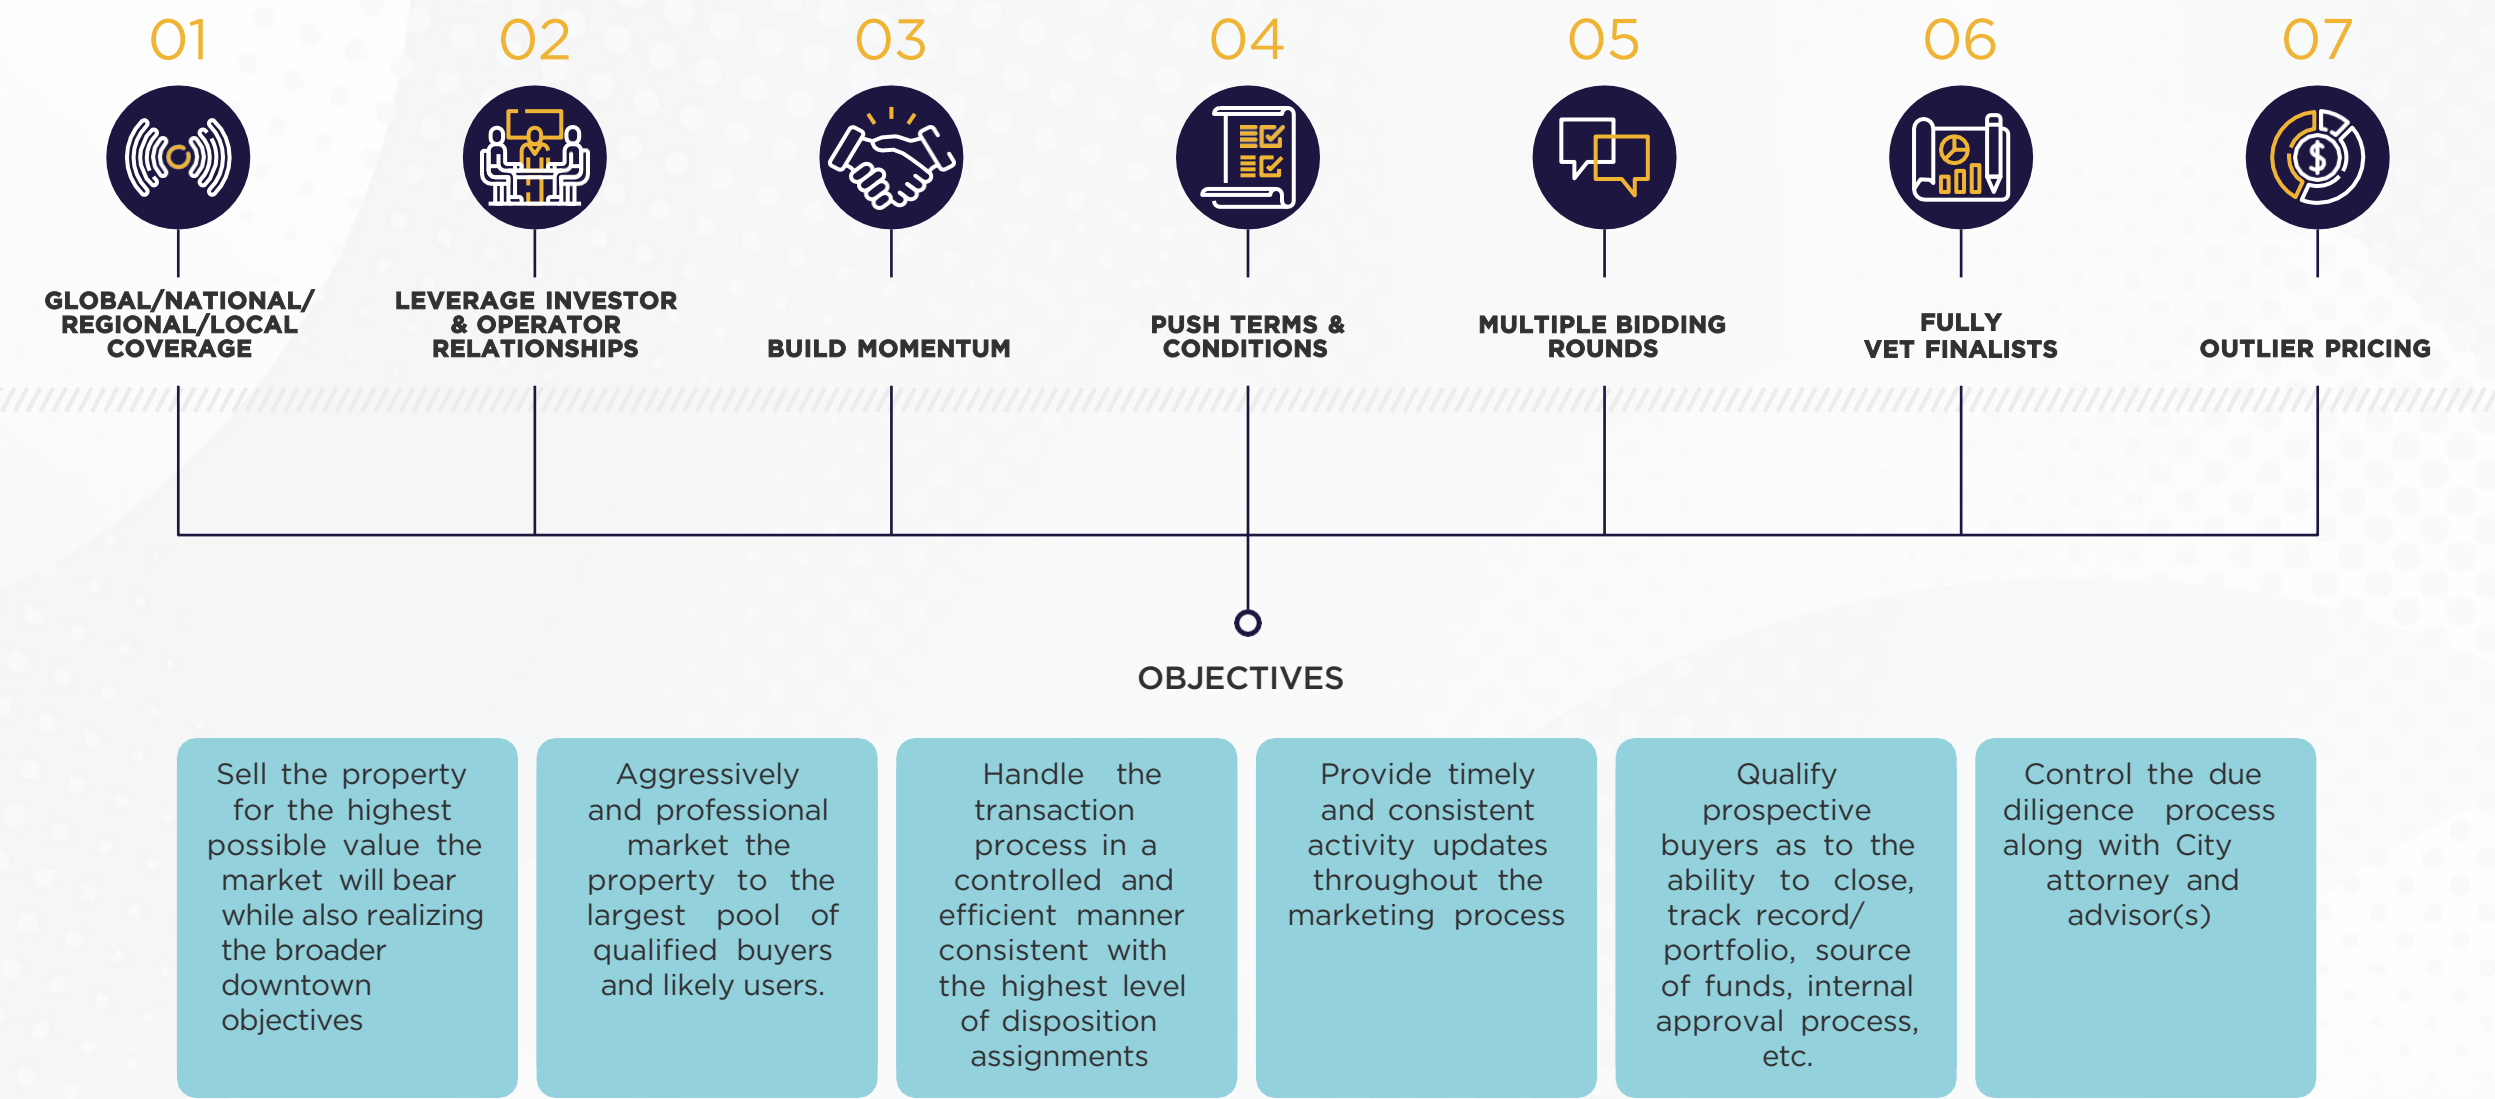 01
GLOBAL/NATIONAL/
REGIONAL/LOCAL
COVERAGE
02
LEVERAGE INVESTOR
& OPERATOR
RELATIONSHIPS
03
BUILD MOMENTUM
04
PUSH TERMS &
CONDITIONS
05
MULTIPLE BIDDING
ROUNDS
06
FULLY
VET FINALISTS
07
$
OUTLIER PRICING
OBJECTIVES
Sell the property
for the highest
possible value the
market will bear
while also realizing
the broader
downtown
objectives
Aggressively
and professional
market the
property to the
largest pool of
qualified buyers
and likely users.
Handle the
transaction
process in a
controlled and
efficient manner
consistent with
the highest level
of disposition
assignments
Provide timely
and consistent
activity updates
throughout the
marketing process
Qualify
prospective
buyers as to the
ability to close,
track record/
portfolio, source
of funds, internal
approval process,
etc.
Control the due
diligence process
along with City
attorney and
advisor(s)